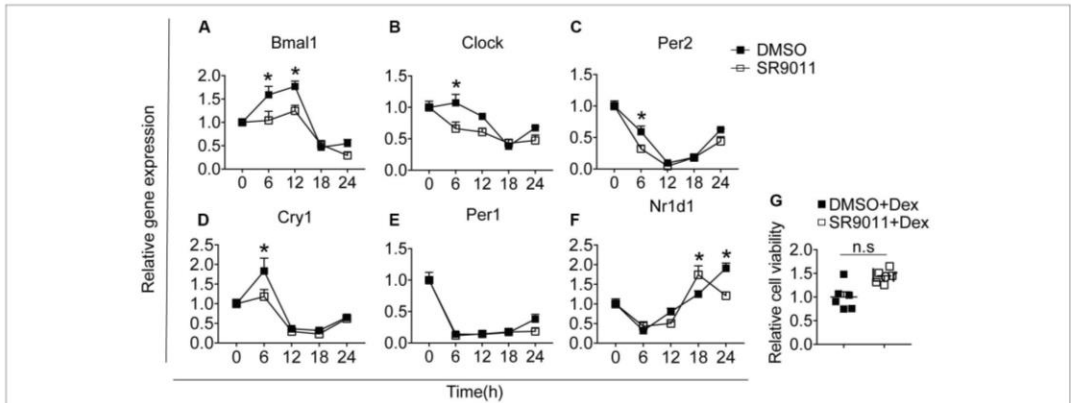 A
Bmal1
Relative gene expression
2.0
1.5
1.0
0.5
0.0
* *
0 6 12 18 24
B
Clock
1.5
1.0
0.5
0.0
*
0 6 12 18 24
C
Per2
1.5
1.0
0.5
0.0
*
0 6 12 18 24
DMSO
SR9011
D
Cry1
2.5
2.0
1.5
1.0
0.5
0.0
*
0 6 12 18 24
E
Per1
1.5
1.0
0.5
0.0
0 6 12 18 24
F
Nr1d1
2.5
2.0
1.5
1.0
0.5
0.0
* *
0 6 12 18 24
Time(h)
G
DMSO+Dex
SR9011+Dex
n.s
Relative cell viability
2.0
1.5
1.0
0.5
0.0